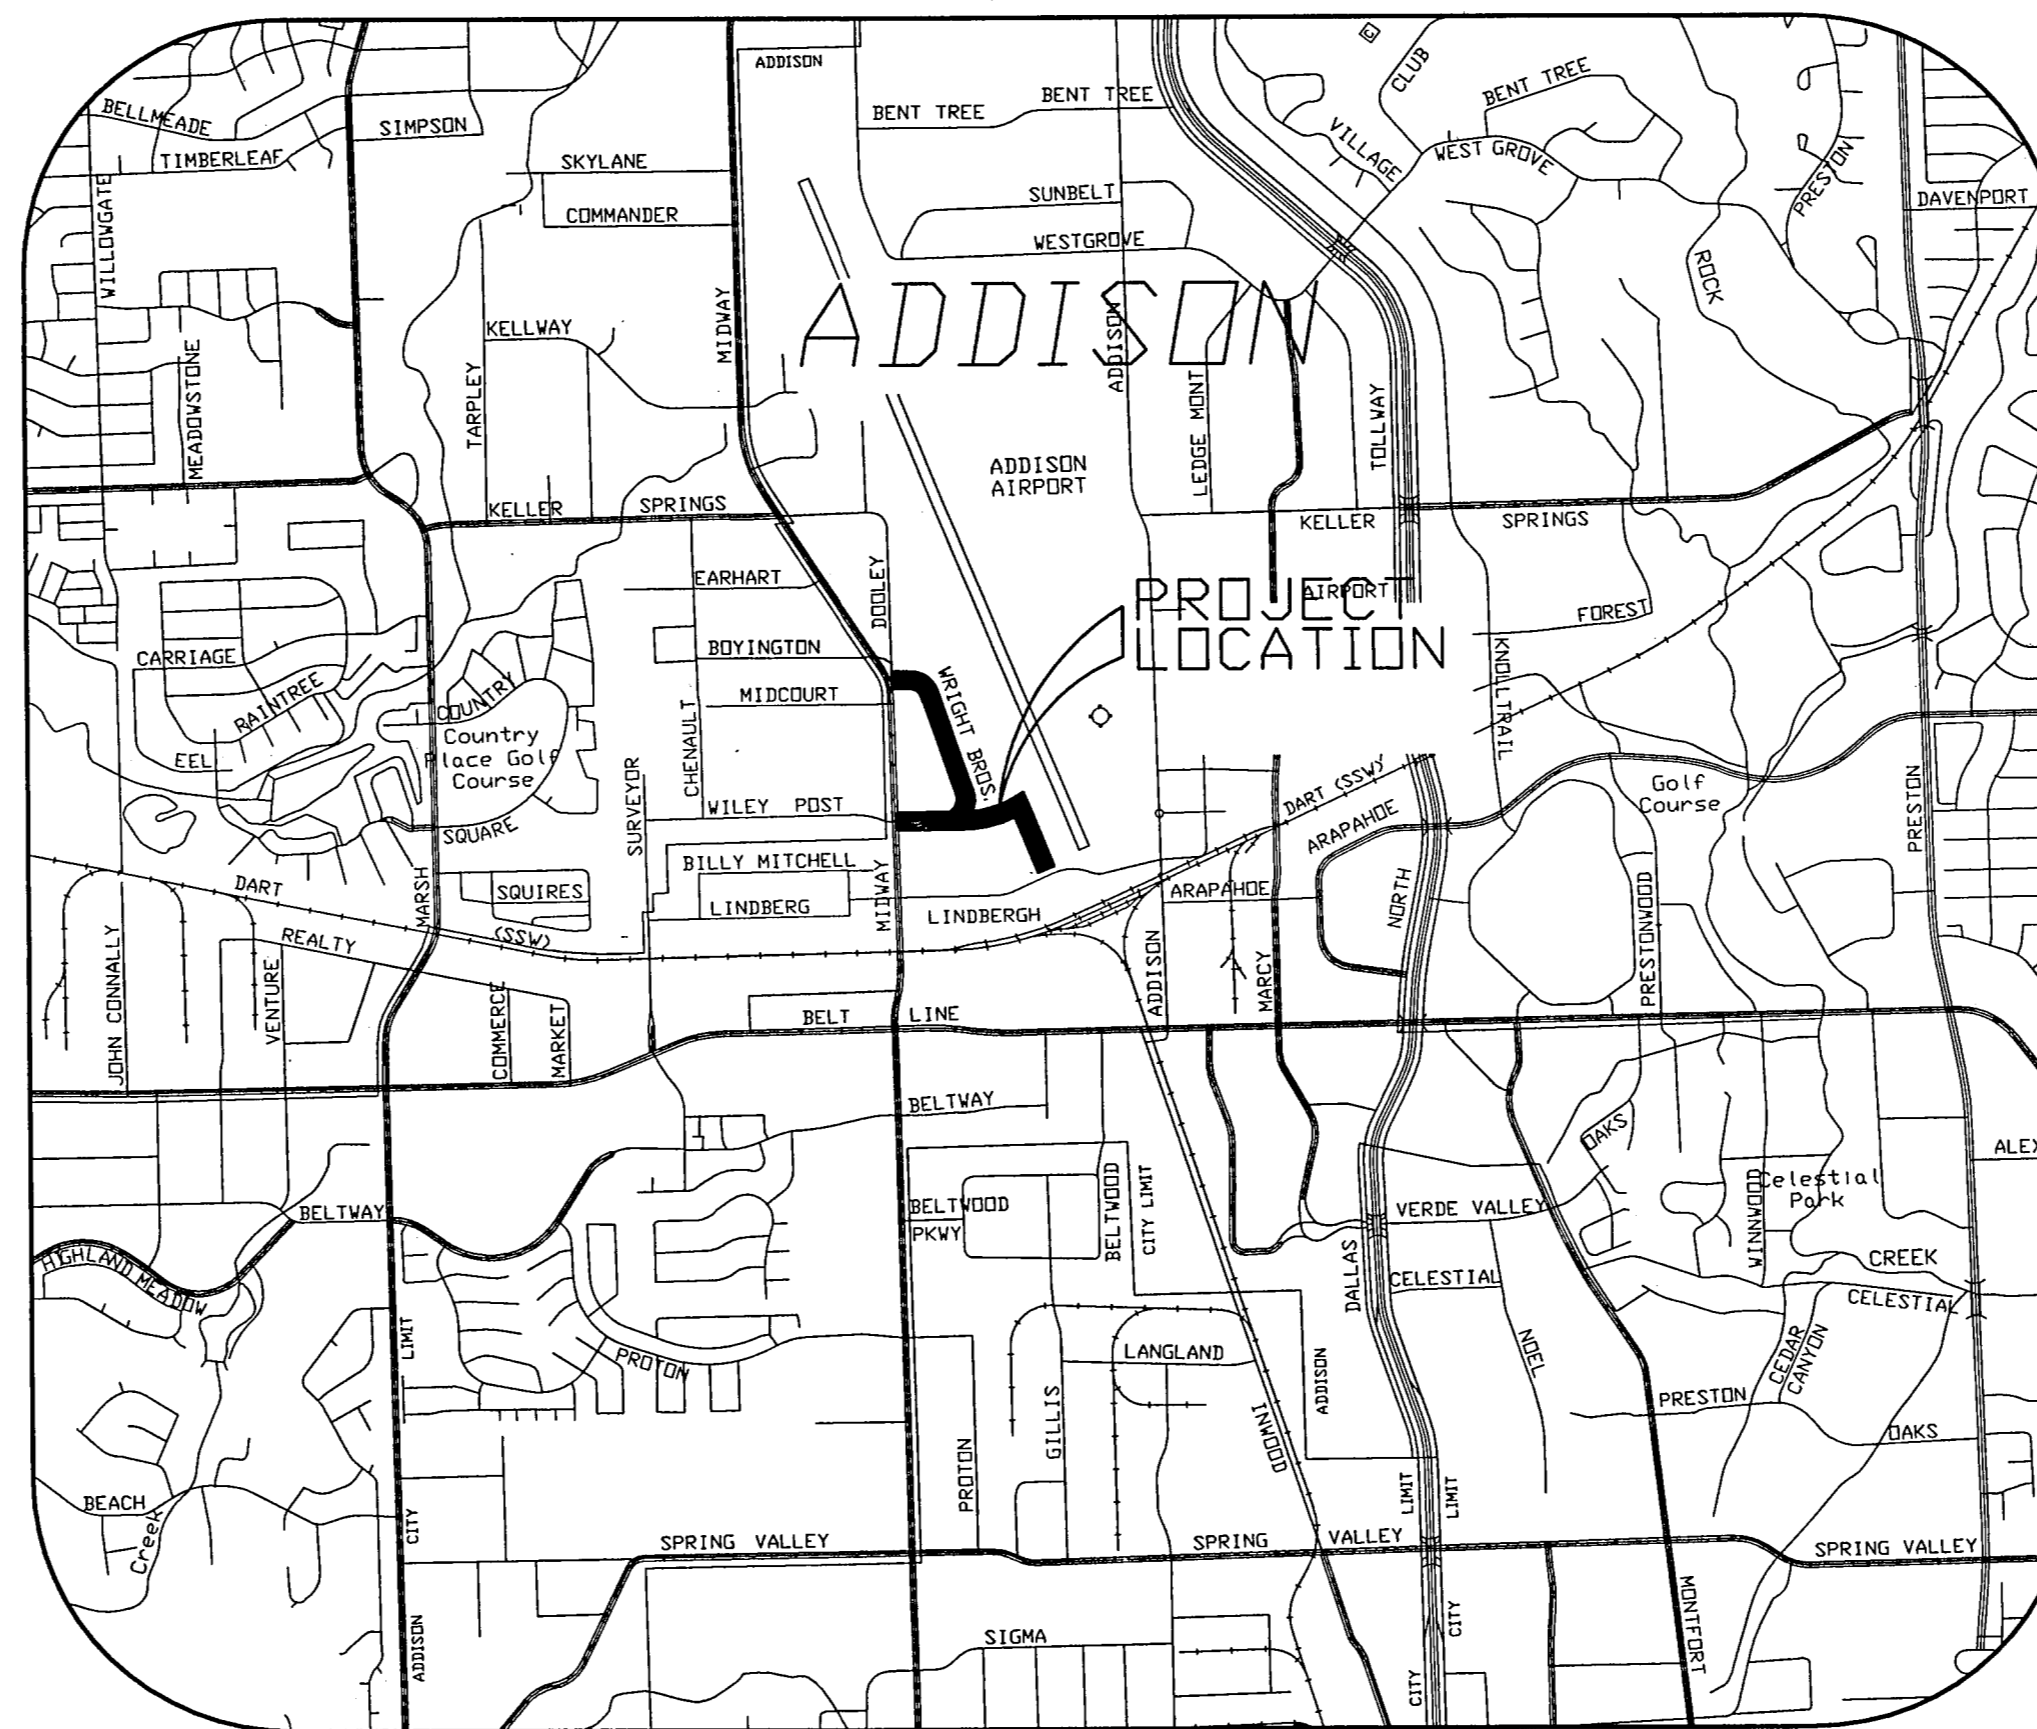 ADDISON
C
CLUB
BENT TREE
BENT TREE
BENT TREE
BELLMEADE
SIMPSON
TIMBERLEAF
SKYLANE
VILLAGE
WEST GROVE
PRESTON
WILLOWGATE
COMMANDER
SUNBELT
DAVENPORT
WESTGROVE
ROCK
MIDWAY
ADDISON
ADDISON
KELLWAY
MEADOWSTONE
TARPLEY
LEDGE MONT
TOLLWAY
ADDISON
AIRPORT
KELLER
SPRINGS
KELLER
SPRINGS
EARHART
DOOLEY
AIRPORT
PROJECT
LOCATION
FOREST
BOYINGTON
CARRIAGE
RAINTREE
MIDCOURT
WRIGHT BROS.
KNOLLTRAIL
COUNTRY
Country
Place Golf
Course
EEL
CHENAULT
SURVEYOR
WILEY POST
DART (SSW)
ARAPAHOE
Golf
Course
PRESTON
SQUARE
BILLY MITCHELL
MARSH
DART
SQUIRES
LINDBERG
MIDWAY
LINDBERGH
ARAPAHOE
NORTH
PRESTONWOOD
REALTY
(SSW)
JOHN CONNALLY
VENTURE
COMMERCE
MARKET
ADDISON
MARCY
BELT LINE
BELTWAY
OAKS
ALEX
BELTWAY
BELTWOOD
PKWY
BELTWOOD
CITY LIMIT
VERDE VALLEY
WINNWOOD
Celestial
Park
HIGHLAND MEADOW
DALLAS
CELESTIAL
CREEK
CELESTIAL
LIMIT
PROTON
LANGLAND
ADDISON
NOEL
CEDAR
CANYON
GILLIS
INWOOD
PRESTON
OAKS
PROTON
LIMIT
LIMIT
BEACH
Creek
CITY
SPRING VALLEY
SPRING VALLEY
SPRING VALLEY
ADDISON
SIGMA
CITY
CITY
MONTFORT